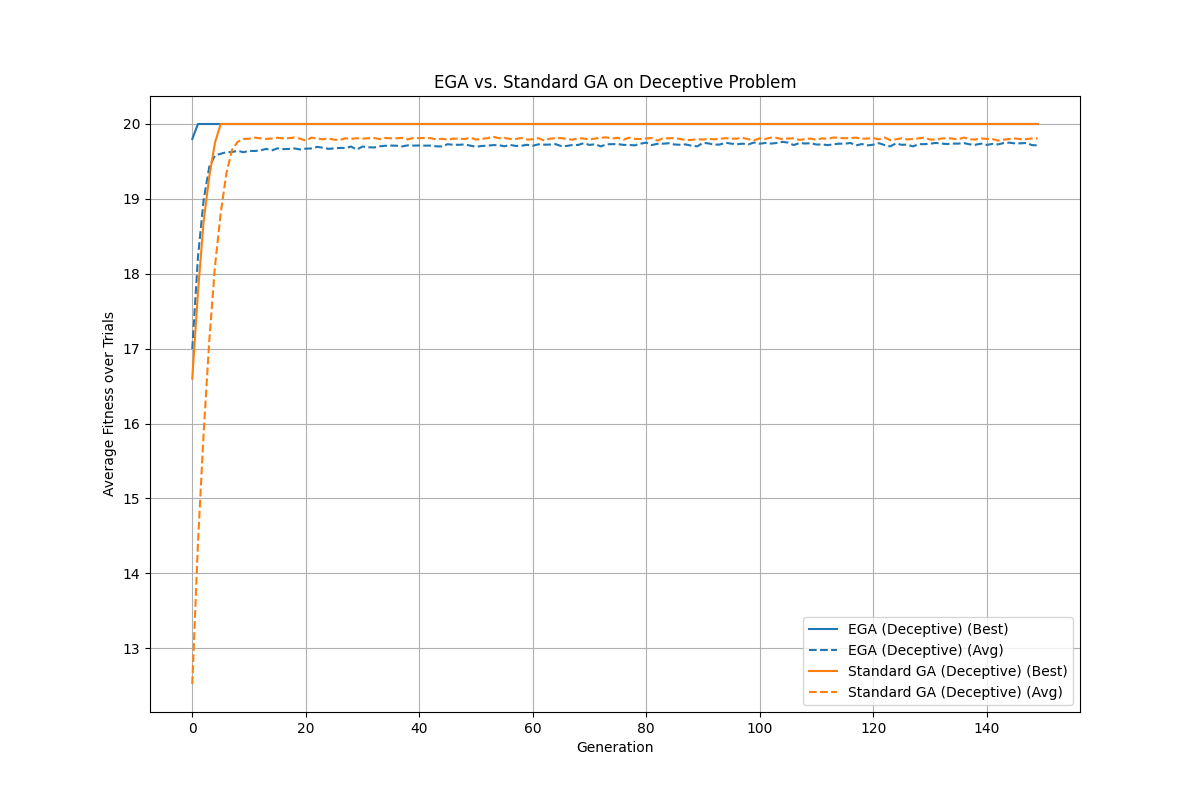 EGA vs. Standard GA on Deceptive Problem
Average Fitness over Trials
20
19
18
17
16
15
14
13
0 20 40 60 80 100 120 140
Generation
EGA (Deceptive) (Best)
EGA (Deceptive) (Avg)
Standard GA (Deceptive) (Best)
Standard GA (Deceptive) (Avg)